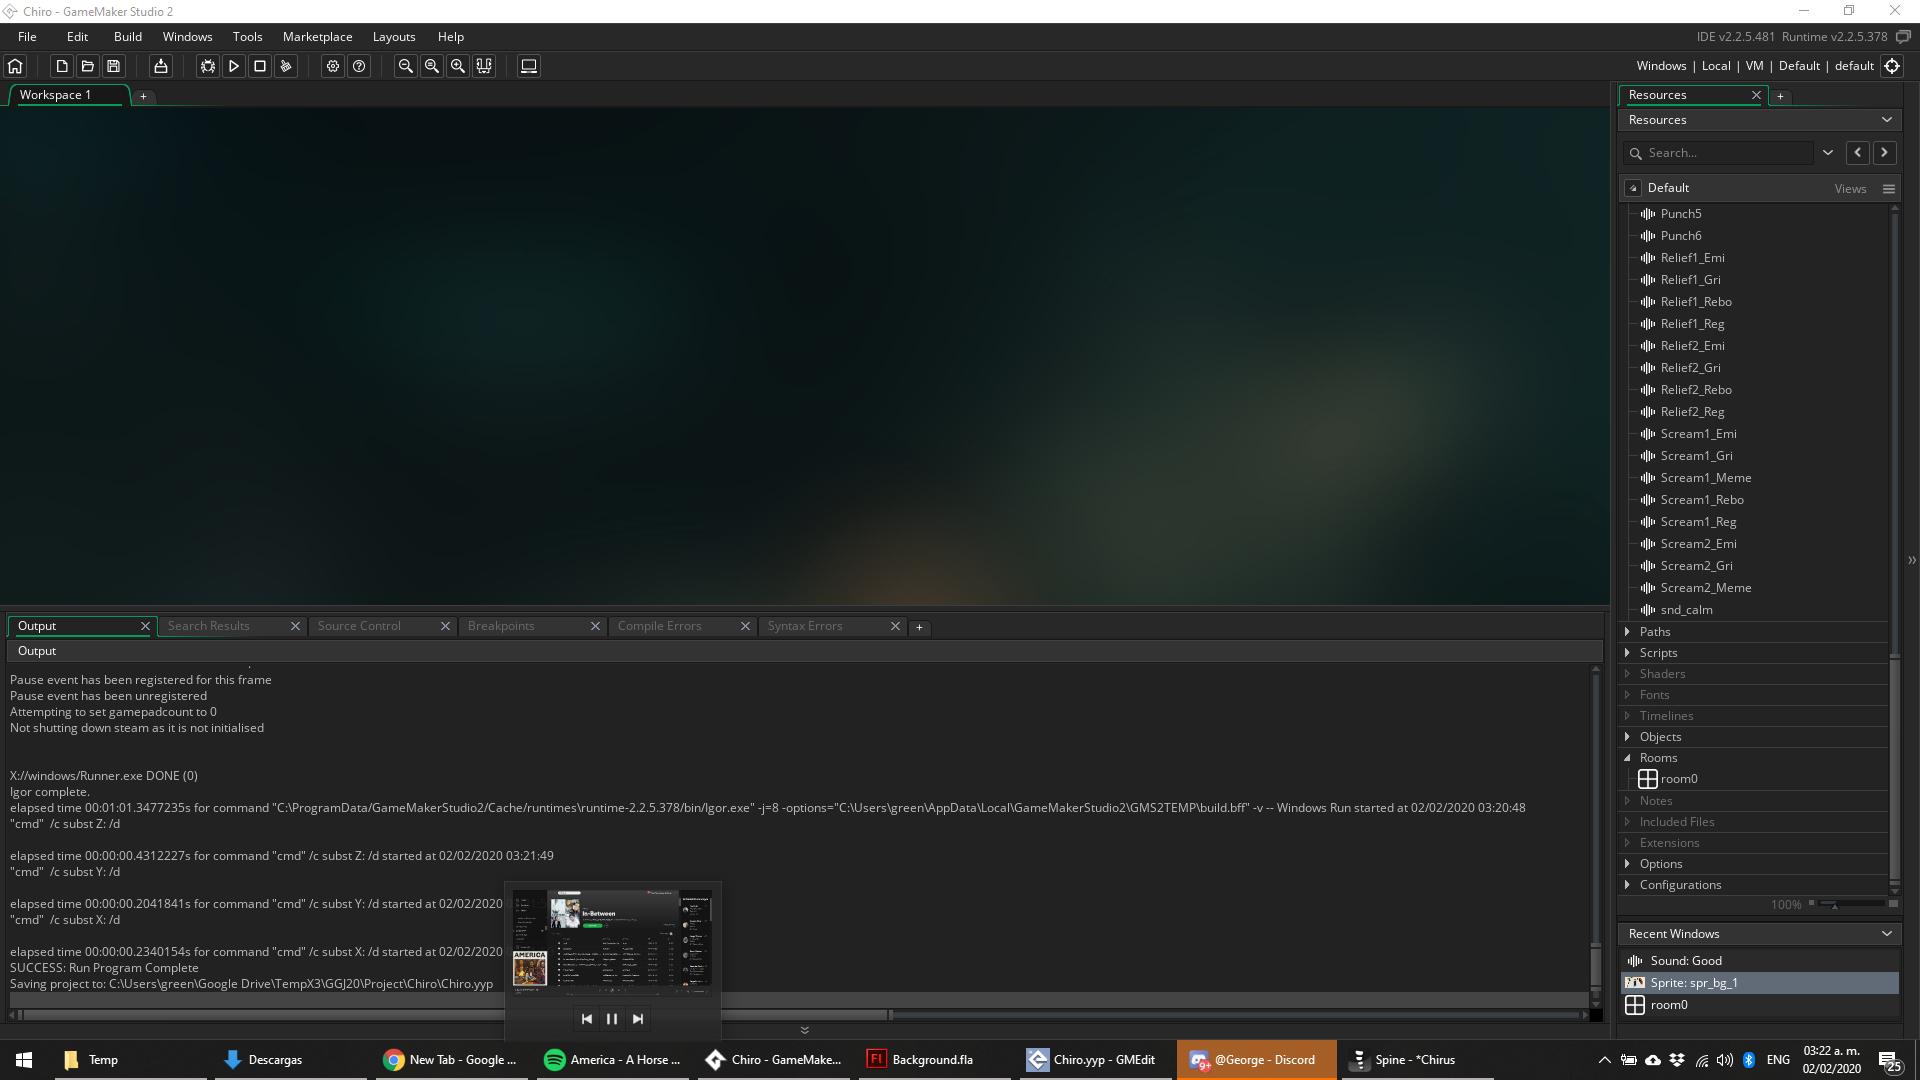 Chiro - GameMaker Studio 2
File Edit Build Windows Tools Marketplace Layouts Help
IDE v2.2.5.481 Runtime v2.2.5.378
Windows | Local | VM | Default | default
Workspace 1
Resources
Resources
Search...
Default Views
Punch5
Punch6
Relief1_Emi
Relief1_Gri
Relief1_Rebo
Relief1_Reg
Relief2_Emi
Relief2_Gri
Relief2_Rebo
Relief2_Reg
Scream1_Emi
Scream1_Gri
Scream1_Meme
Scream1_Rebo
Scream1_Reg
Scream2_Emi
Scream2_Gri
Scream2_Meme
snd_calm
Paths
Scripts
Shaders
Fonts
Timelines
Objects
Rooms
room0
Notes
Included Files
Extensions
Options
Configurations
100%
Recent Windows
Sound: Good
Sprite: spr_bg_1
room0
Output Search Results Source Control Breakpoints Compile Errors Syntax Errors
Output
Pause event has been registered for this frame
Pause event has been unregistered
Attempting to set gamepadcount to 0
Not shutting down steam as it is not initialised
X://windows/Runner.exe DONE (0)
Igor complete.
elapsed time 00:01:01.3477235s for command "C:\ProgramData/GameMakerStudio2/Cache/runtimes\runtime-2.2.5.378/bin/Igor.exe" -j=8 -options="C:\Users\green\AppData\Local\GameMakerStudio2\GMS2TEMP\build.bff" -v -- Windows Run started at 02/02/2020 03:20:48
"cmd" /c subst Z: /d
elapsed time 00:00:00.4312227s for command "cmd" /c subst Z: /d started at 02/02/2020 03:21:49
"cmd" /c subst Y: /d
elapsed time 00:00:00.2041841s for command "cmd" /c subst Y: /d started at 02/02/2020
"cmd" /c subst X: /d
elapsed time 00:00:00.2340154s for command "cmd" /c subst X: /d started at 02/02/2020
SUCCESS: Run Program Complete
Saving project to: C:\Users\green\Google Drive\TempX3\GGJ20\Project\Chiro\Chiro.yyp
In-Between
AMERICA
Temp
Descargas
New Tab - Google ...
America - A Horse ...
Chiro - GameMake...
Fl
Background.fla
Chiro.yyp - GMEdit
9+
@George - Discord
Spine - *Chirus
ENG
03:22 a. m.
02/02/2020
25